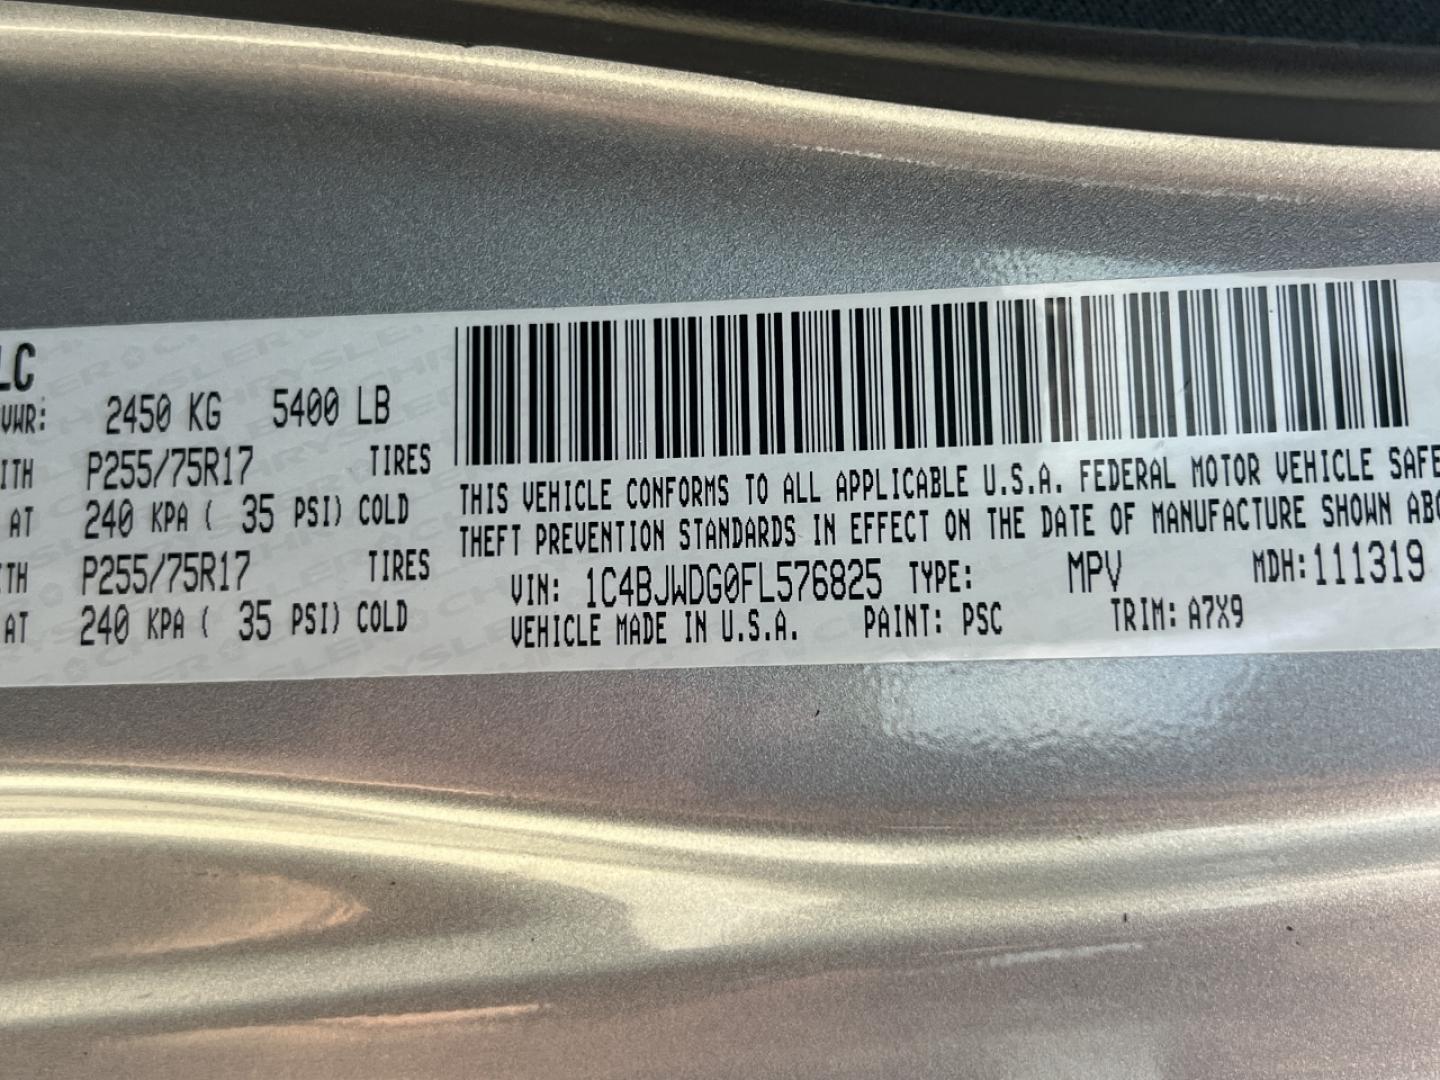 LC
VWR: 2450 KG 5400 LB
ITH P255/75R17 TIRES
AT 240 KPA ( 35 PSI) COLD
ITH P255/75R17 TIRES
AT 240 KPA ( 35 PSI) COLD
THIS VEHICLE CONFORMS TO ALL APPLICABLE U.S.A. FEDERAL MOTOR VEHICLE SAFE
THEFT PREVENTION STANDARDS IN EFFECT ON THE DATE OF MANUFACTURE SHOWN ABO
VIN: 1C4BJWDG0FL576825 TYPE: MPV MDH: 111319
VEHICLE MADE IN U.S.A. PAINT: PSC TRIM: A7X9